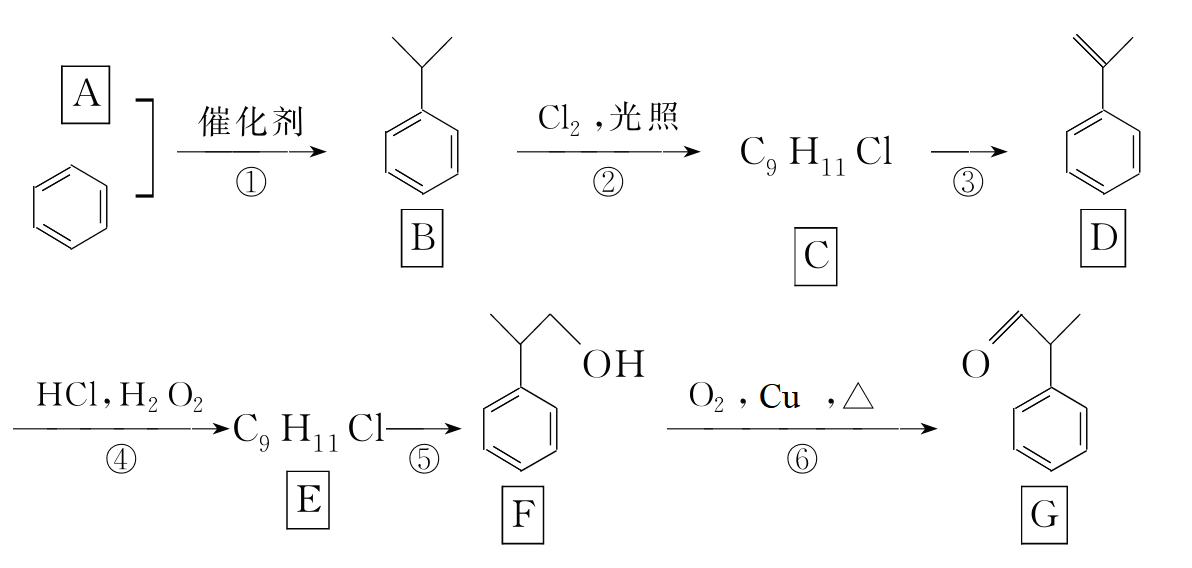 A
催化剂
①
B
Cl₂,光照
②
C₉H₁₁Cl
C
③
D
HCl,H₂O₂
④
C₉H₁₁Cl
E
⑤
OH
F
O₂ ,Cu ,△
⑥
O
G